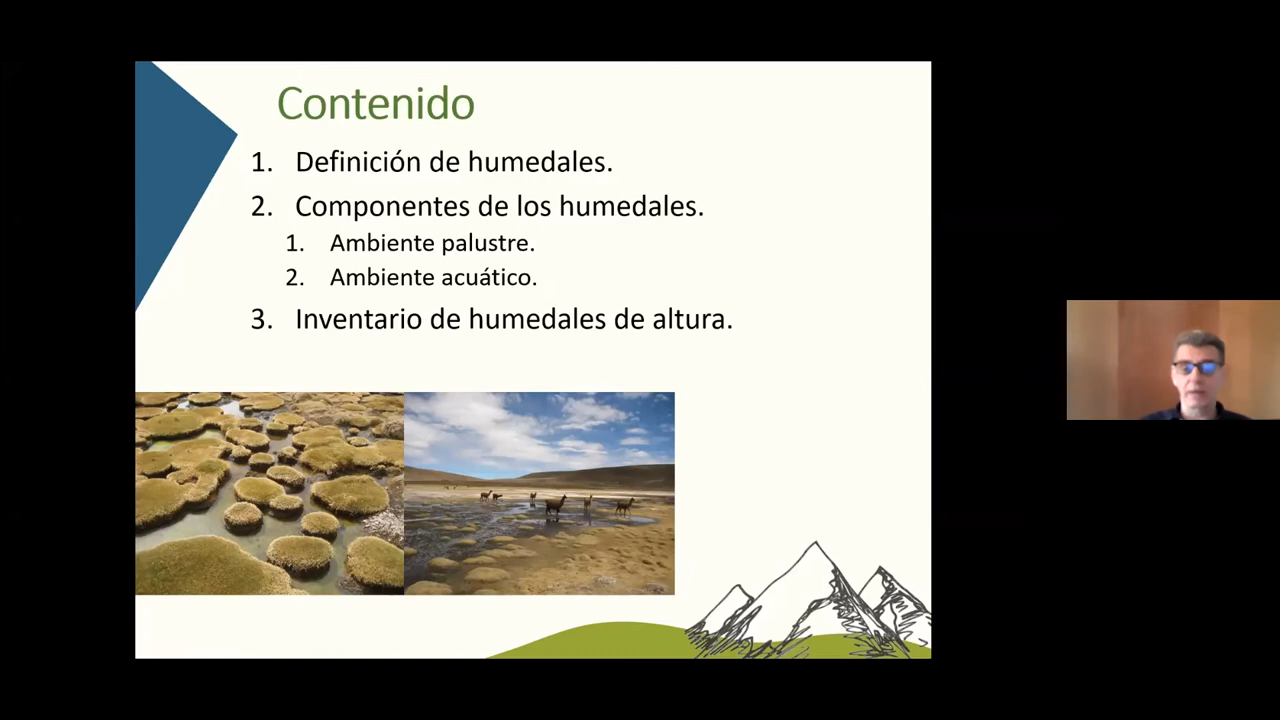 Contenido
1. Definición de humedales.
2. Componentes de los humedales.
1. Ambiente palustre.
2. Ambiente acuático.
3. Inventario de humedales de altura.